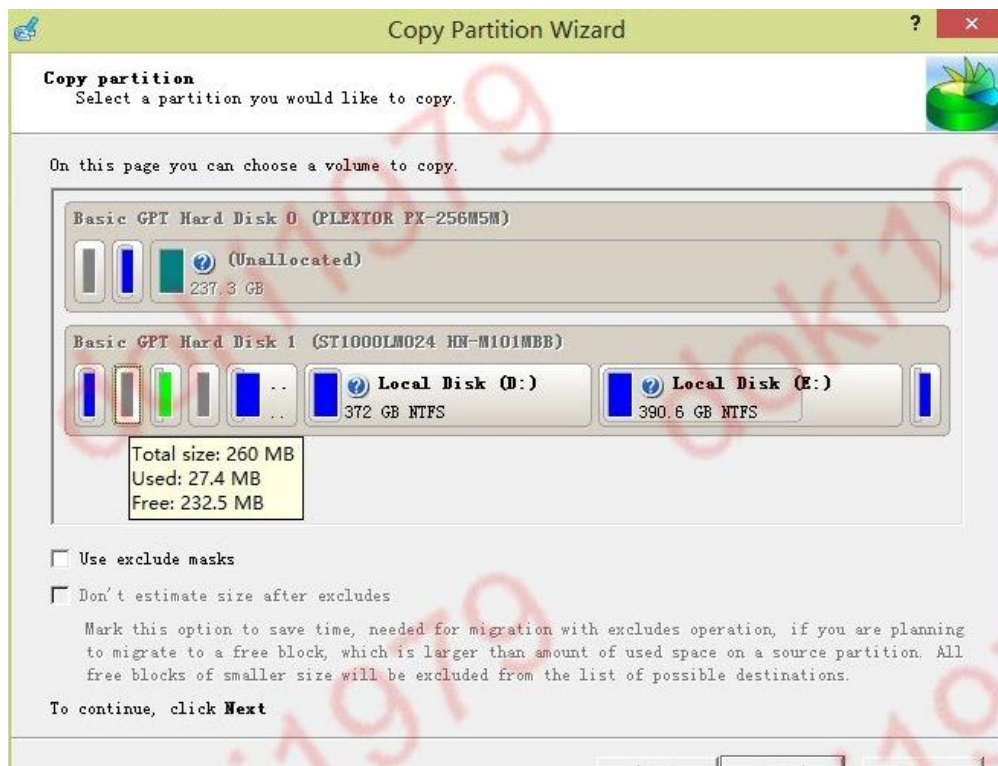 Copy Partition Wizard
?
×
Copy partition
Select a partition you would like to copy.
On this page you can choose a volume to copy.
Basic GPT Hard Disk 0 (PLEXTOR PX-256M5M)
(Unallocated)
237.3 GB
Basic GPT Hard Disk 1 (ST1000LM024 HN-M101MBB)
..
..
Local Disk (D:)
372 GB NTFS
Local Disk (E:)
390.6 GB NTFS
Total size: 260 MB
Used: 27.4 MB
Free: 232.5 MB
Use exclude masks
Don't estimate size after excludes
Mark this option to save time, needed for migration with excludes operation, if you are planning
to migrate to a free block, which is larger than amount of used space on a source partition. All
free blocks of smaller size will be excluded from the list of possible destinations.
To continue, click Next
doki1979